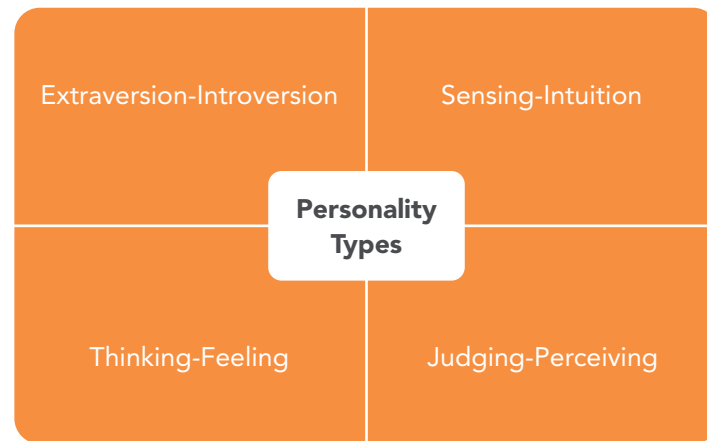 Extraversion-Introversion
Sensing-Intuition
Personality
Types
Thinking-Feeling
Judging-Perceiving